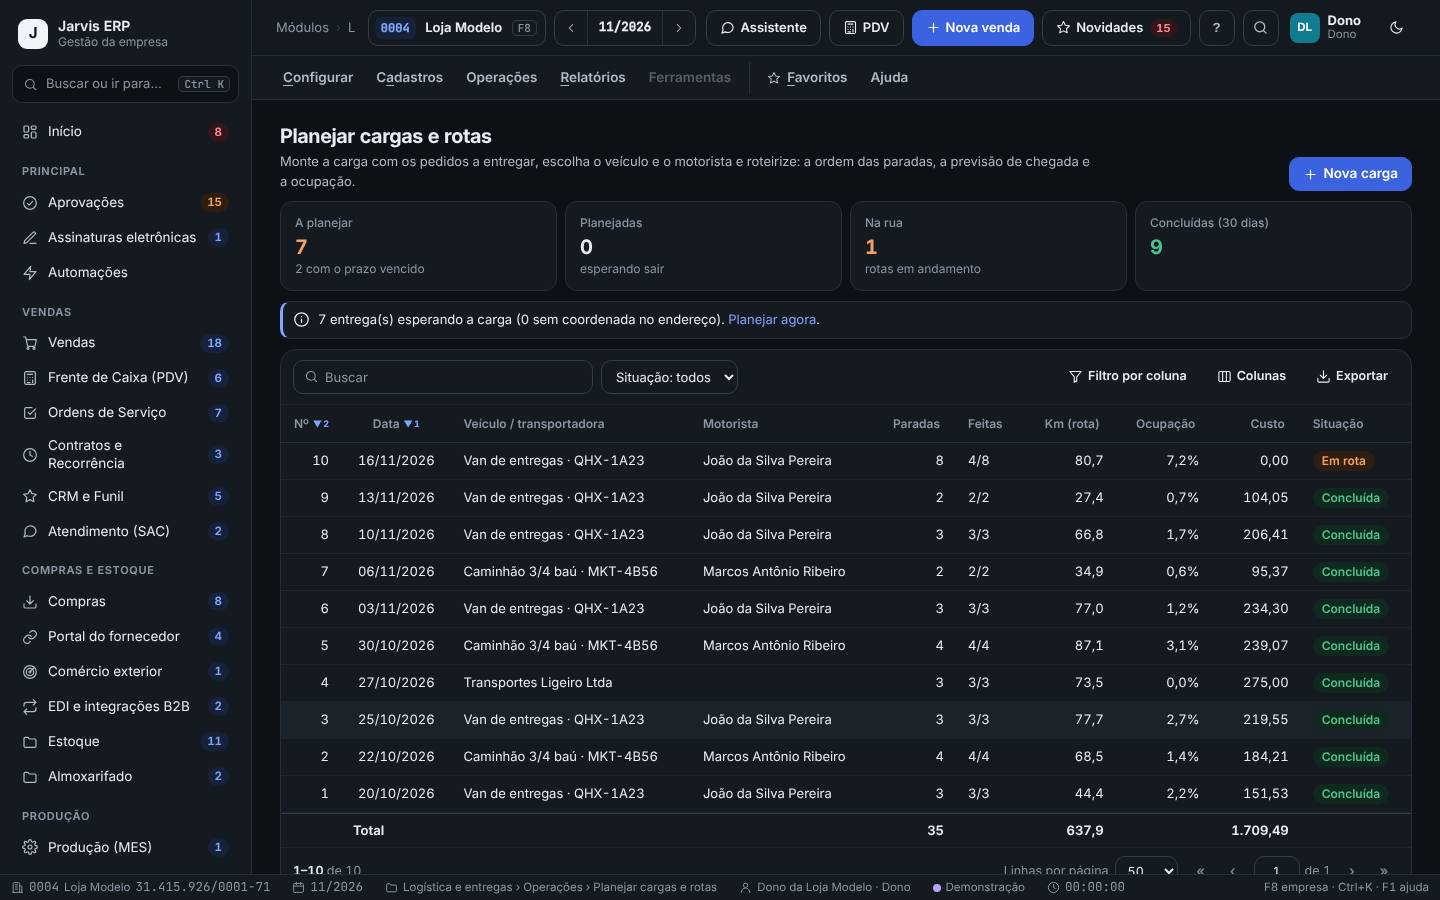 J Jarvis ERP
Gestão da empresa
Buscar ou ir para... Ctrl K
Início 8
PRINCIPAL
Aprovações 15
Assinaturas eletrônicas 1
Automações
VENDAS
Vendas 18
Frente de Caixa (PDV) 6
Ordens de Serviço 7
Contratos e
Recorrência 3
CRM e Funil 5
Atendimento (SAC) 2
COMPRAS E ESTOQUE
Compras 8
Portal do fornecedor 4
Comércio exterior 1
EDI e integrações B2B 2
Estoque 11
Almoxarifado 2
PRODUÇÃO
Produção (MES) 1
Módulos › L 0004 Loja Modelo F8 ‹ 11/2026 › Assistente PDV + Nova venda Novidades 15 ? DL Dono
Dono
Configurar Cadastros Operações Relatórios Ferramentas Favoritos Ajuda
Planejar cargas e rotas
Monte a carga com os pedidos a entregar, escolha o veículo e o motorista e roteirize: a ordem das paradas, a previsão de chegada e
a ocupação.
+ Nova carga
A planejar
7
2 com o prazo vencido
Planejadas
0
esperando sair
Na rua
1
rotas em andamento
Concluídas (30 dias)
9
7 entrega(s) esperando a carga (0 sem coordenada no endereço). Planejar agora.
Buscar Situação: todos Filtro por coluna Colunas Exportar
Nº ▼2 Data ▼1 Veículo / transportadora Motorista Paradas Feitas Km (rota) Ocupação Custo Situação
10 16/11/2026 Van de entregas · QHX-1A23 João da Silva Pereira 8 4/8 80,7 7,2% 0,00 Em rota
9 13/11/2026 Van de entregas · QHX-1A23 João da Silva Pereira 2 2/2 27,4 0,7% 104,05 Concluída
8 10/11/2026 Van de entregas · QHX-1A23 João da Silva Pereira 3 3/3 66,8 1,7% 206,41 Concluída
7 06/11/2026 Caminhão 3/4 baú · MKT-4B56 Marcos Antônio Ribeiro 2 2/2 34,9 0,6% 95,37 Concluída
6 03/11/2026 Van de entregas · QHX-1A23 João da Silva Pereira 3 3/3 77,0 1,2% 234,30 Concluída
5 30/10/2026 Caminhão 3/4 baú · MKT-4B56 Marcos Antônio Ribeiro 4 4/4 87,1 3,1% 239,07 Concluída
4 27/10/2026 Transportes Ligeiro Ltda 3 3/3 73,5 0,0% 275,00 Concluída
3 25/10/2026 Van de entregas · QHX-1A23 João da Silva Pereira 3 3/3 77,7 2,7% 219,55 Concluída
2 22/10/2026 Caminhão 3/4 baú · MKT-4B56 Marcos Antônio Ribeiro 4 4/4 68,5 1,4% 184,21 Concluída
1 20/10/2026 Van de entregas · QHX-1A23 João da Silva Pereira 3 3/3 44,4 2,2% 151,53 Concluída
Total 35 637,9 1.709,49
1–10 de 10 Linhas por página 50 « ‹ 1 de 1 › »
0004 Loja Modelo 31.415.926/0001-71 11/2026 Logística e entregas › Operações › Planejar cargas e rotas Dono da Loja Modelo · Dono Demonstração 00:00:00 F8 empresa · Ctrl+K · F1 ajuda